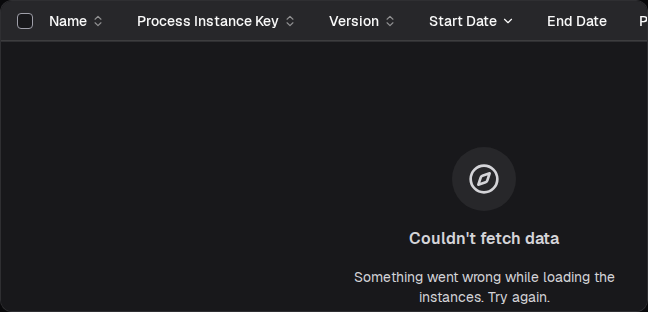 Name Process Instance Key Version Start Date End Date P
Couldn't fetch data
Something went wrong while loading the
instances. Try again.